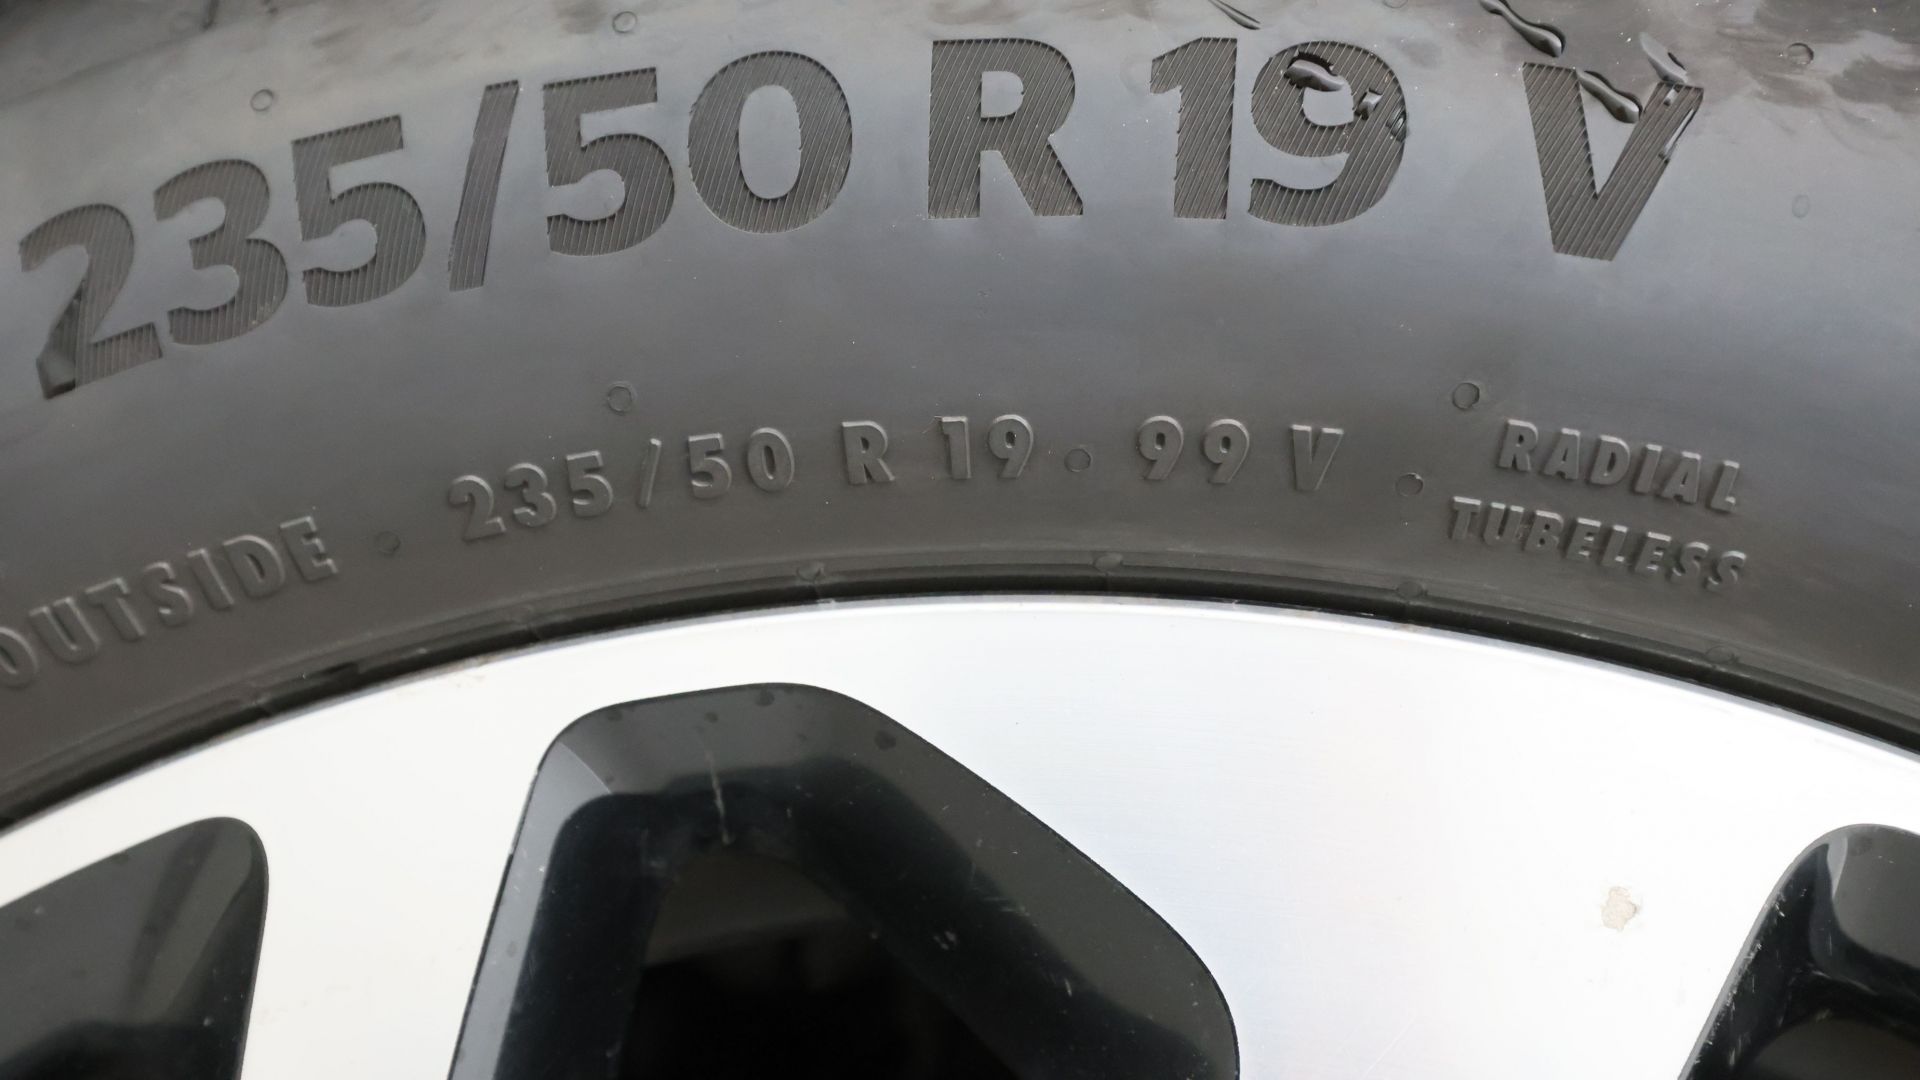 235/50 R 19 V
OUTSIDE · 235/50 R 19 · 99 V · RADIAL
TUBELESS